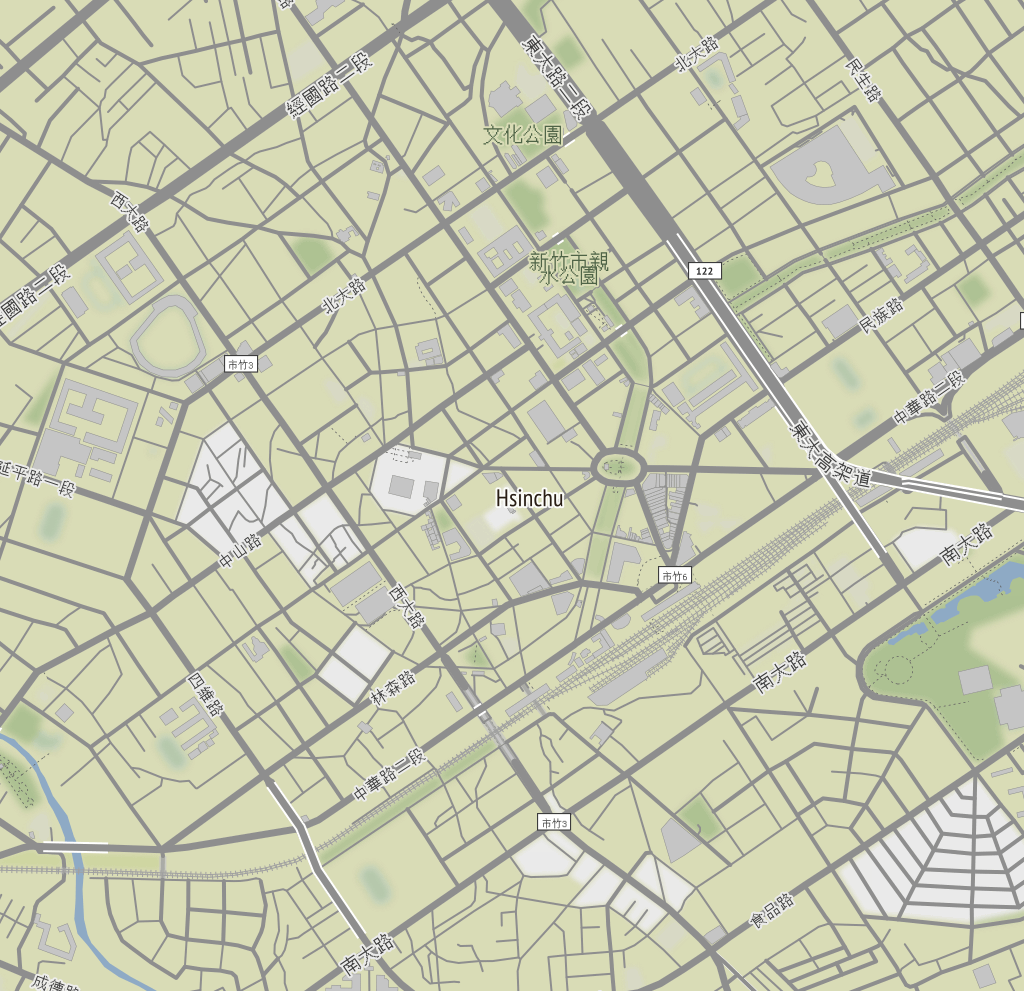 東大路二段
北大路
民生路
經國路二段
文化公園
西大路
新竹市親
水公園
122
北大路
民族路
市竹3
中華路二段
東大高架道
延平路一段
Hsinchu
中山路
南大路
市竹6
西大路
南大路
林森路
四維路
中華路二段
市竹3
食品路
南大路
成德路